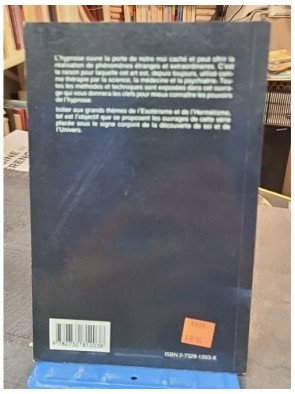 L'hypnose ouvre la porte de notre moi caché et peut offrir la
réalisation de phénomènes étranges et extraordinaires. C'est
la raison pour laquelle cet art est, depuis toujours, utilisé com-
me thérapie par la science, la médecine et la psychiatrie. Tou-
tes les méthodes et techniques sont exposées dans cet ouvra-
ge qui vous donnera les clefs pour mieux connaître les pouvoirs
de l'hypnose.
Initier aux grands thèmes de l'Esotérisme et de l'Hermétisme,
tel est l'objectif que se proposent les ouvrages de cette série
placée sous le signe conjoint de la découverte de soi et de
l'Univers.
9 782732 812038
ISBN 2-7328-1203-X